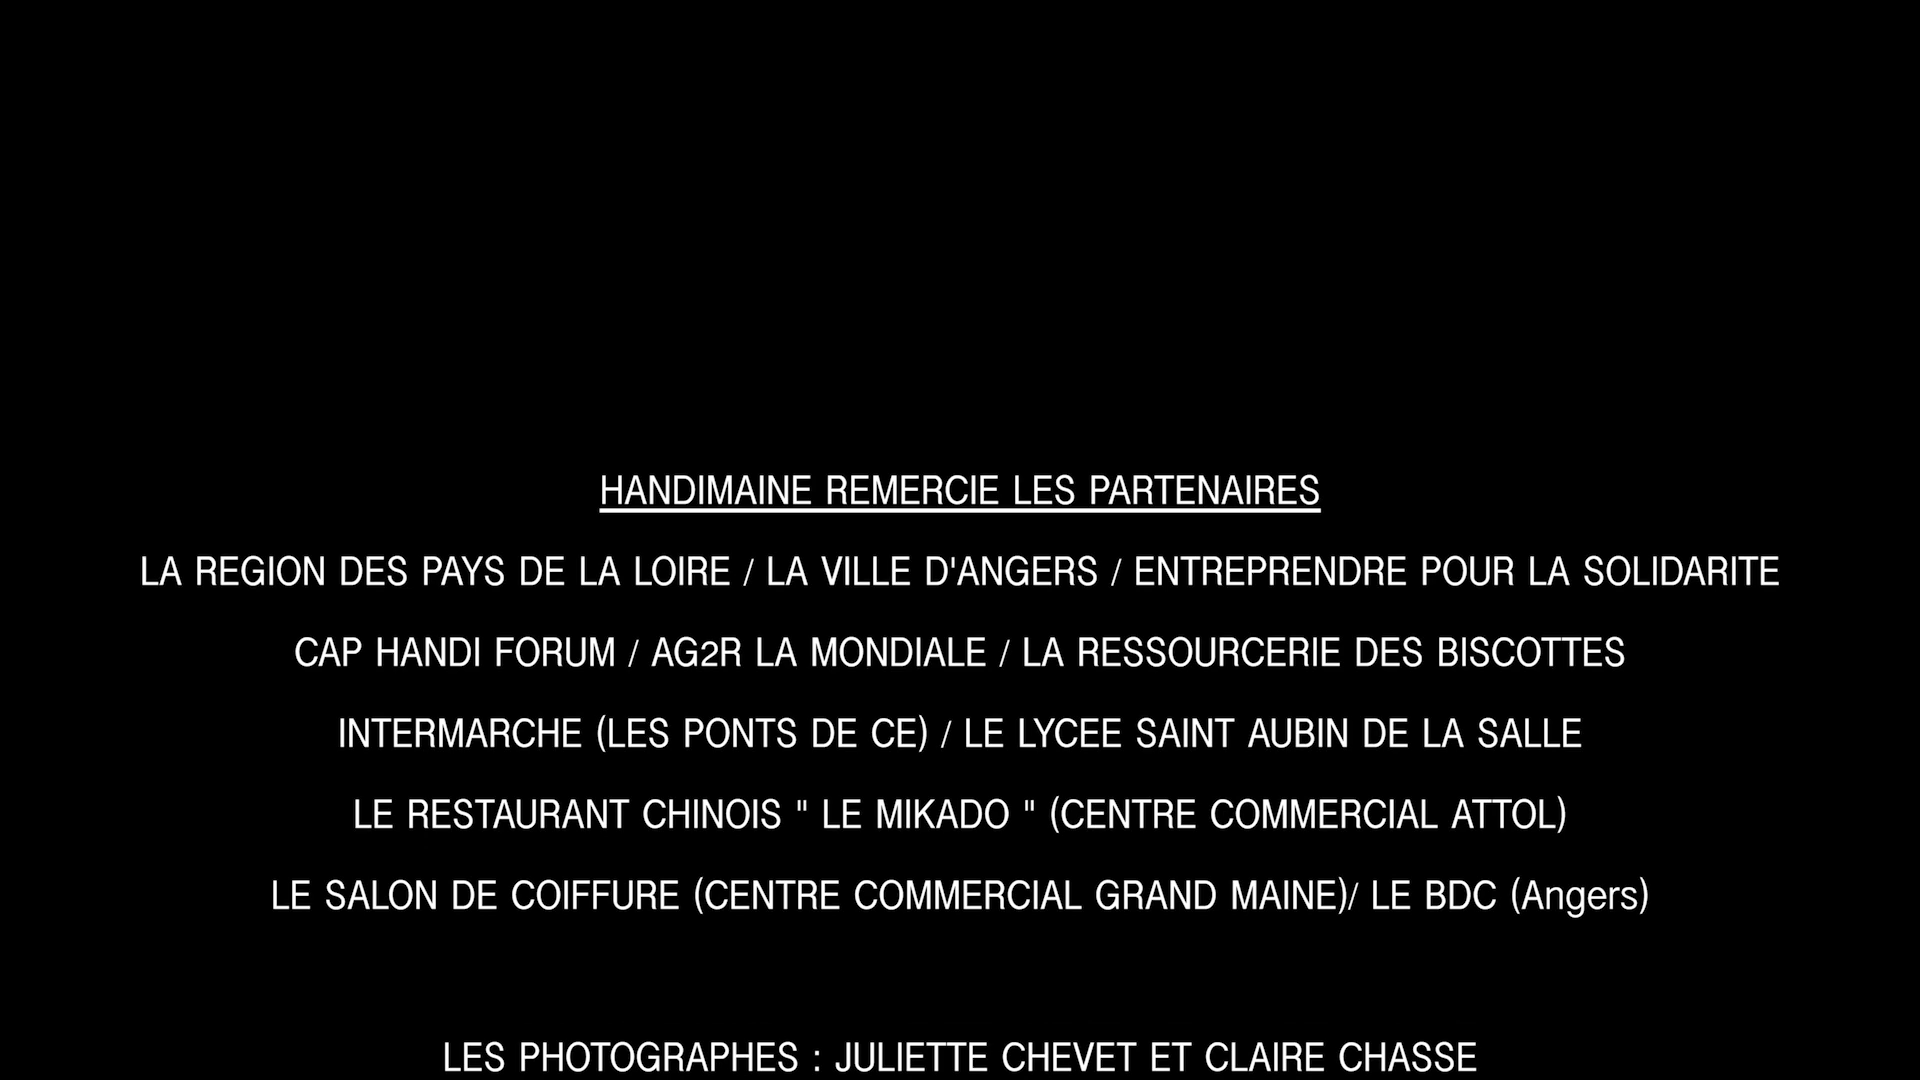 HANDIMAINE REMERCIE LES PARTENAIRES
LA REGION DES PAYS DE LA LOIRE / LA VILLE D'ANGERS / ENTREPRENDRE POUR LA SOLIDARITE
CAP HANDI FORUM / AG2R LA MONDIALE / LA RESSOURCERIE DES BISCOTTES
INTERMARCHE (LES PONTS DE CE) / LE LYCEE SAINT AUBIN DE LA SALLE
LE RESTAURANT CHINOIS " LE MIKADO " (CENTRE COMMERCIAL ATTOL)
LE SALON DE COIFFURE (CENTRE COMMERCIAL GRAND MAINE)/ LE BDC (Angers)
LES PHOTOGRAPHES : JULIETTE CHEVET ET CLAIRE CHASSE